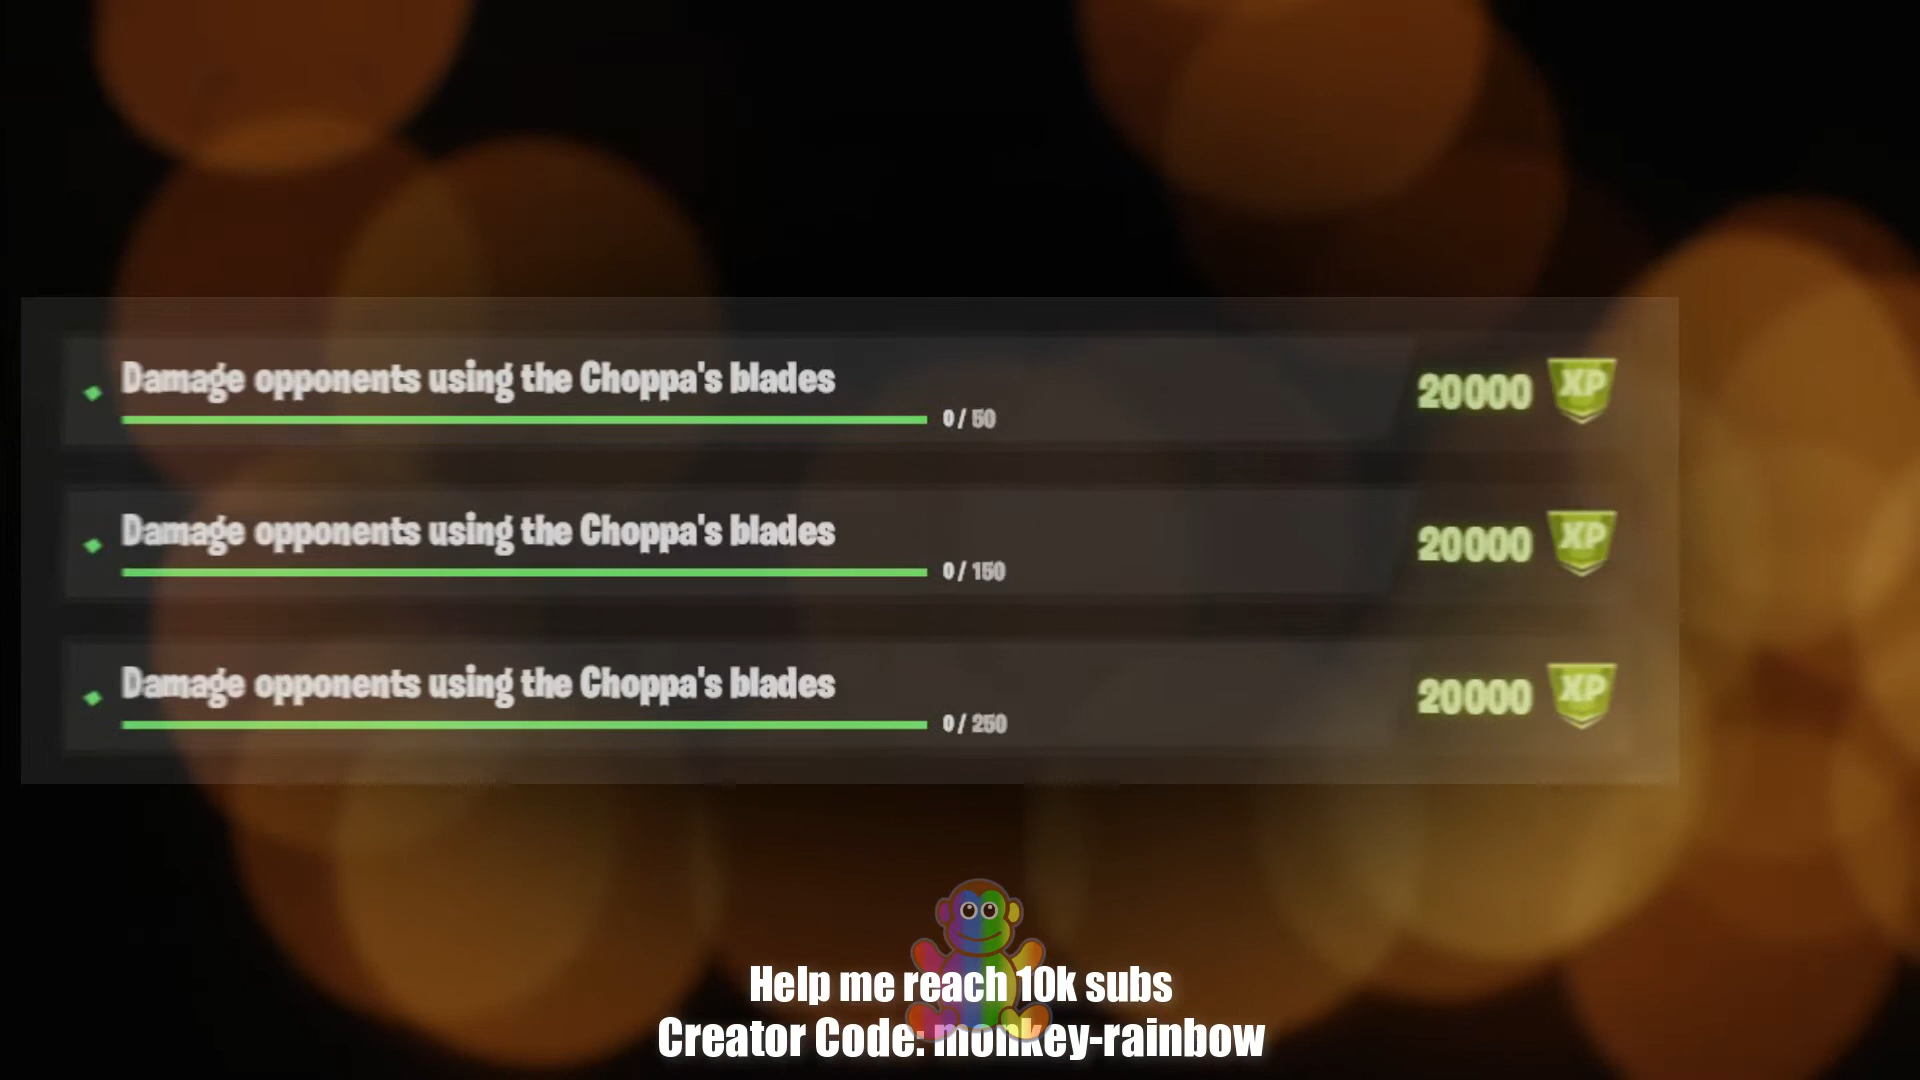 Damage opponents using the Choppa's blades
0 / 50
20000 XP
Damage opponents using the Choppa's blades
0 / 150
20000 XP
Damage opponents using the Choppa's blades
0 / 250
20000 XP
Help me reach 10k subs
Creator Code: monkey-rainbow